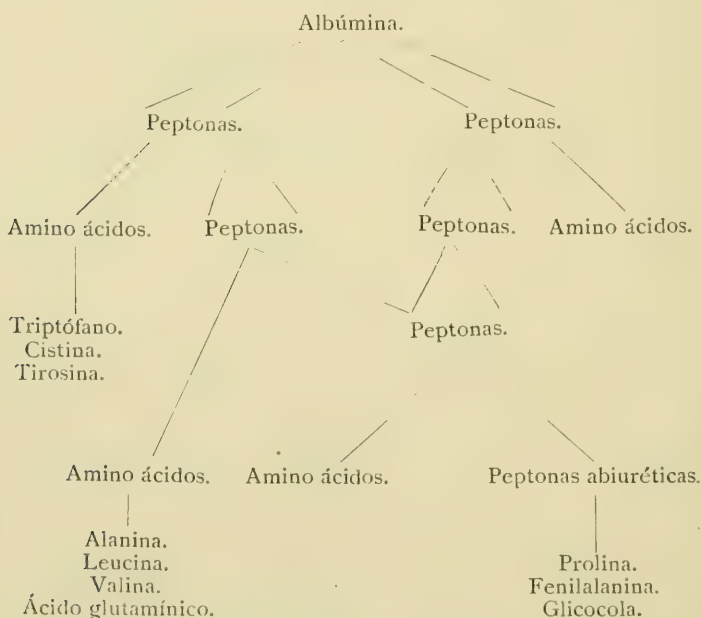 Albúmina.
Peptonas. Peptonas.
Amino ácidos. Peptonas. Peptonas. Amino ácidos.
Triptófano.
Cistina.
Tirosina.
Peptonas.
Amino ácidos. Amino ácidos. Peptonas abiuréticas.
Alanina.
Leucina.
Valina.
Ácido glutamínico.
Prolina.
Fenilalanina.
Glicocola.